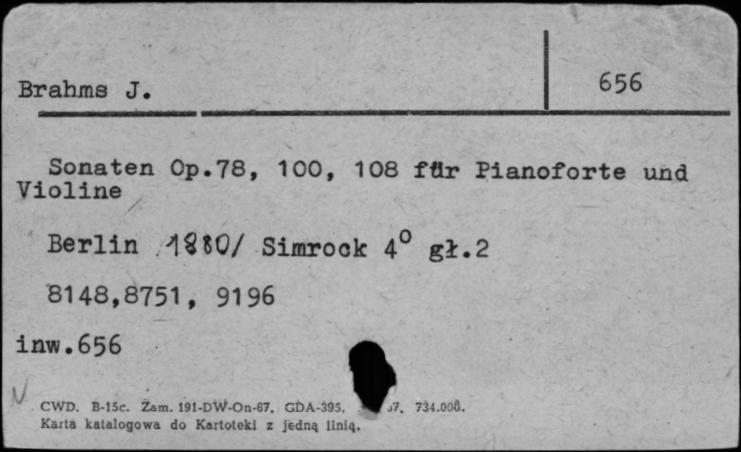 Brahms J.
656
Sonaten Op.78, 100, 108 für Pianoforte und
Violine
Berlin /1880/ Simrock 4° gł.2
8148,8751, 9196
inw.656
CWD. B-15c. Zam. 191-DW-On-67. GDA-395. 734.000.
Karta katalogowa do Kartoteki z jedną linią.